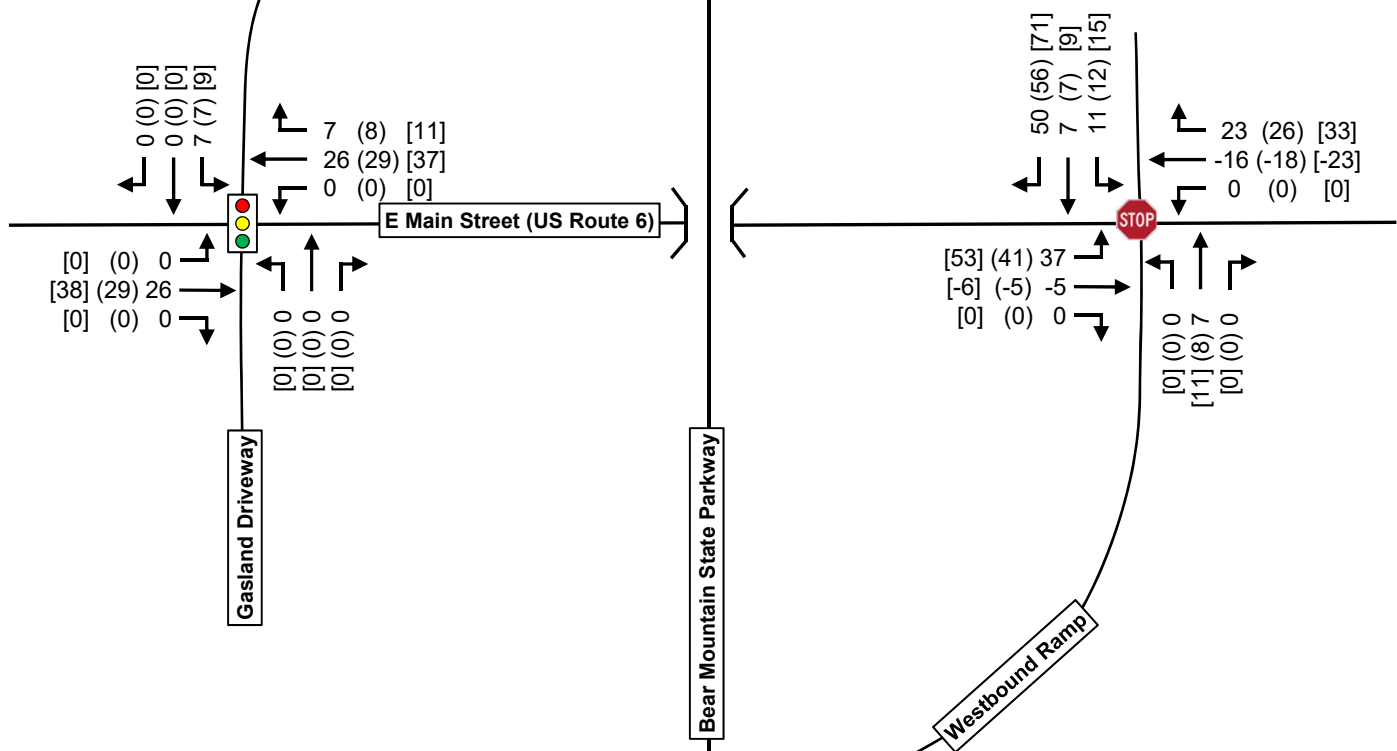 0 (0) [0]
0 (0) [0]
7 (7) [9]
7 (8) [11]
26 (29) [37]
0 (0) [0]
E Main Street (US Route 6)
[0] (0) 0
[38] (29) 26
[0] (0) 0
[0] (0) 0
[0] (0) 0
[0] (0) 0
Gasland Driveway
Bear Mountain State Parkway
50 (56) [71]
7 (7) [9]
11 (12) [15]
23 (26) [33]
-16 (-18) [-23]
0 (0) [0]
STOP
[53] (41) 37
[-6] (-5) -5
[0] (0) 0
[0] (0) 0
[11] (8) 7
[0] (0) 0
Westbound Ramp